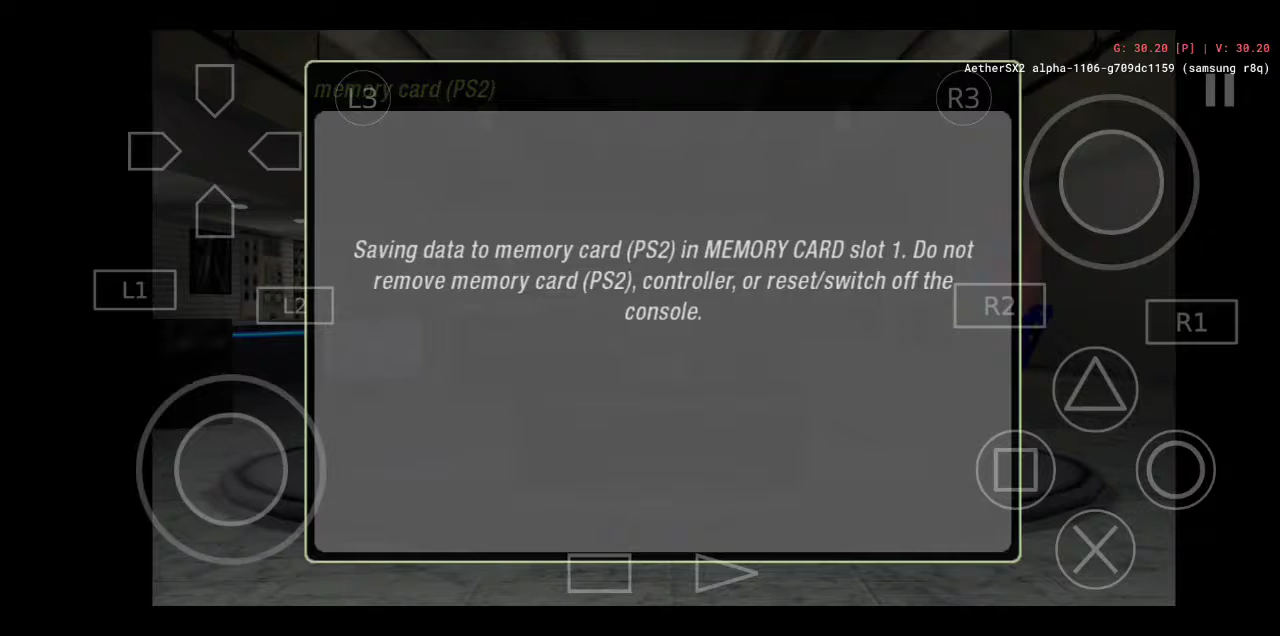 G: 30.20 [P] | V: 30.20
AetherSX2 alpha-1106-g709dc1159 (samsung r8q)
memory card (PS2)
L3
R3
Saving data to memory card (PS2) in MEMORY CARD slot 1. Do not
remove memory card (PS2), controller, or reset/switch off the
console.
L1
L2
R2
R1